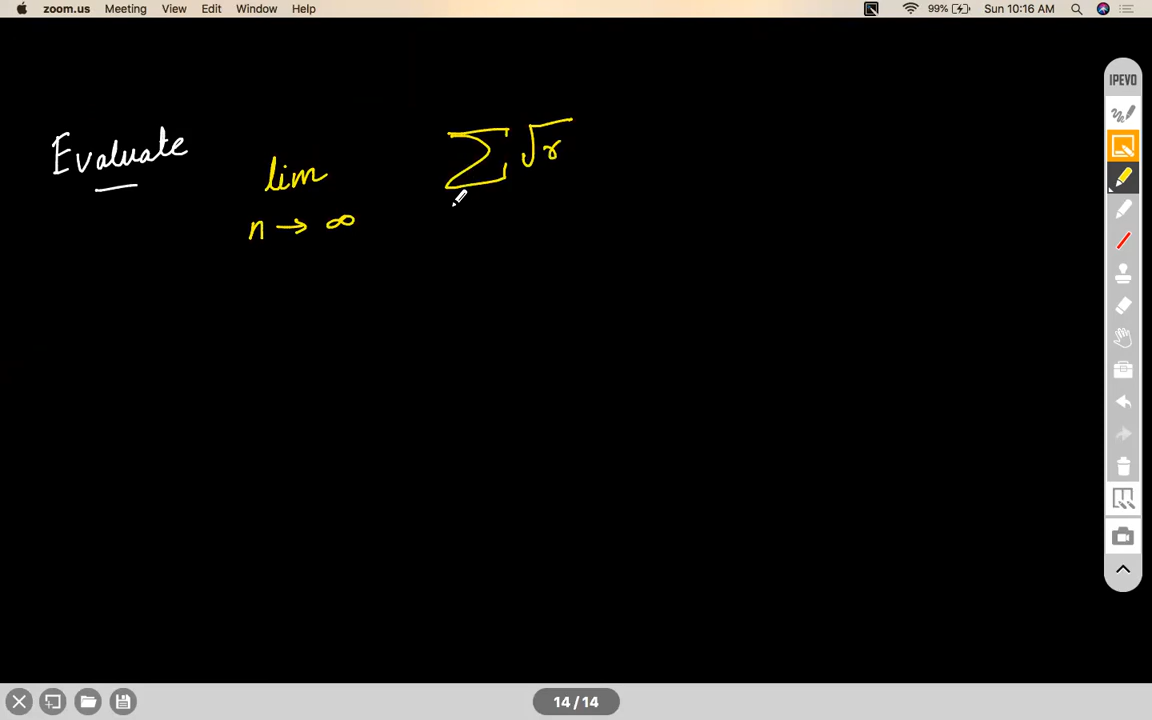 zoom.us Meeting View Edit Window Help 99% Sun 10:16 AM
IPEVO
Evaluate
lim ∑ √r
n → ∞
14 / 14